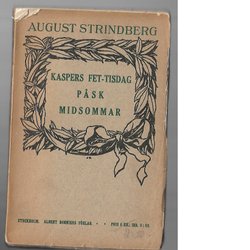 AUGUST STRINDBERG
KASPERS FET-TISDAG
PÅSK
MIDSOMMAR
STOCKHOLM. ALBERT BONNIERS FÖRLAG.